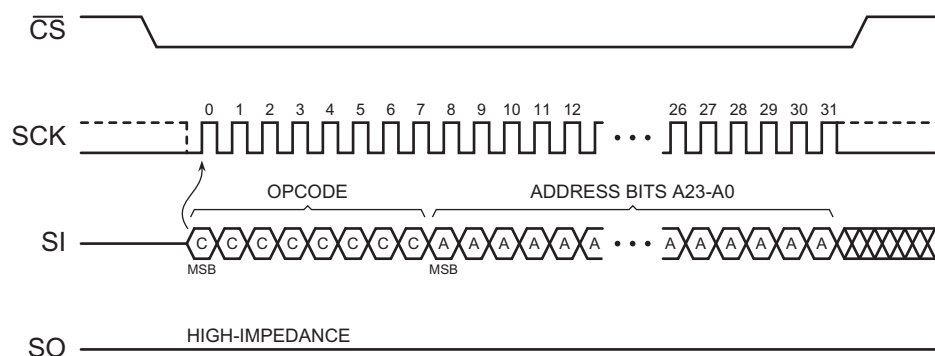 CS
SCK
0 1 2 3 4 5 6 7 8 9 10 11 12 26 27 28 29 30 31
OPCODE
ADDRESS BITS A23-A0
SI
C C C C C C C C A A A A A A A A A A A A
MSB
MSB
SO
HIGH-IMPEDANCE